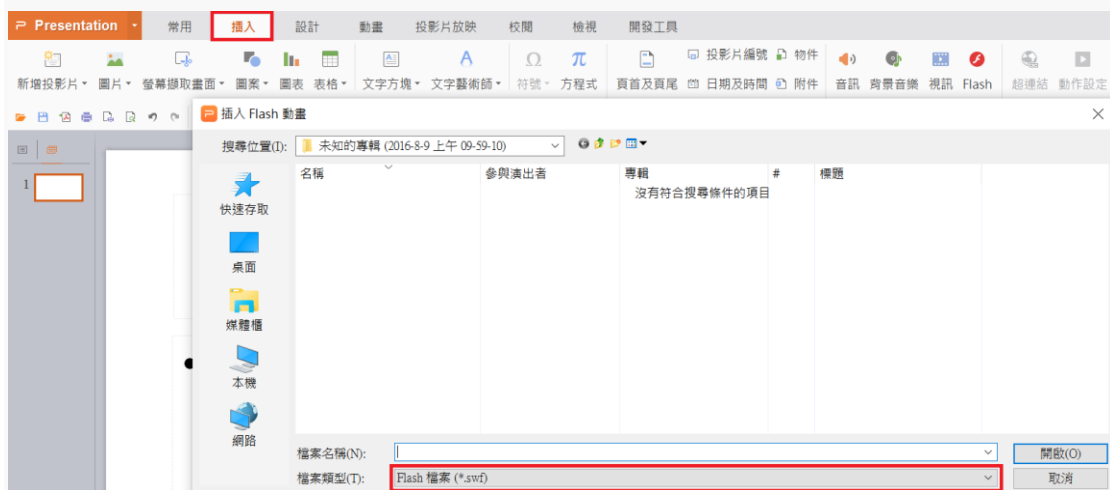 Presentation 常用 插入 設計 動畫 投影片放映 校閱 檢視 開發工具
投影片編號 物件
新增投影片 圖片 螢幕擷取畫面 圖案 圖表 表格 文字方塊 文字藝術師 符號 方程式 頁首及頁尾 日期及時間 附件 音訊 背景音樂 視訊 Flash 超連結 動作設定
插入 Flash 動畫
搜尋位置(I): 未知的專輯 (2016-8-9 上午 09-59-10)
名稱 參與演出者 專輯 # 標題
沒有符合搜尋條件的項目
1
快速存取
桌面
媒體櫃
本機
網路
檔案名稱(N): 開啟(O)
檔案類型(T): Flash 檔案 (*.swf) 取消